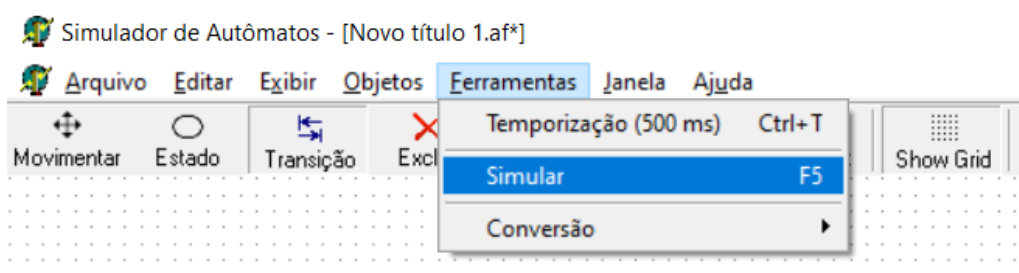 Simulador de Autômatos - [Novo título 1.af*]
Arquivo Editar Exibir Objetos Ferramentas Janela Ajuda
Temporização (500 ms) Ctrl+T
Movimentar Estado Transição Excl Show Grid
Simular F5
Conversão